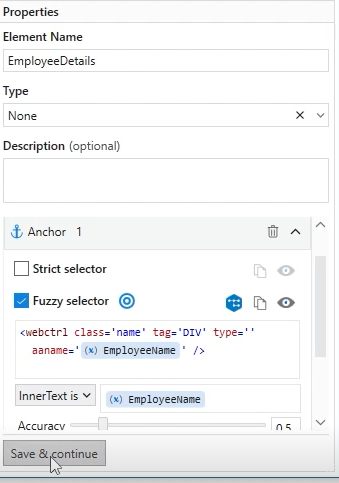 Properties
Element Name
EmployeeDetails
Type
None
Description (optional)
Anchor 1
Strict selector
Fuzzy selector
<webctrl class='name' tag='DIV' type=''
aaname='(x) EmployeeName' />
InnerText is (x) EmployeeName
Accuracy 0.5
Save & continue